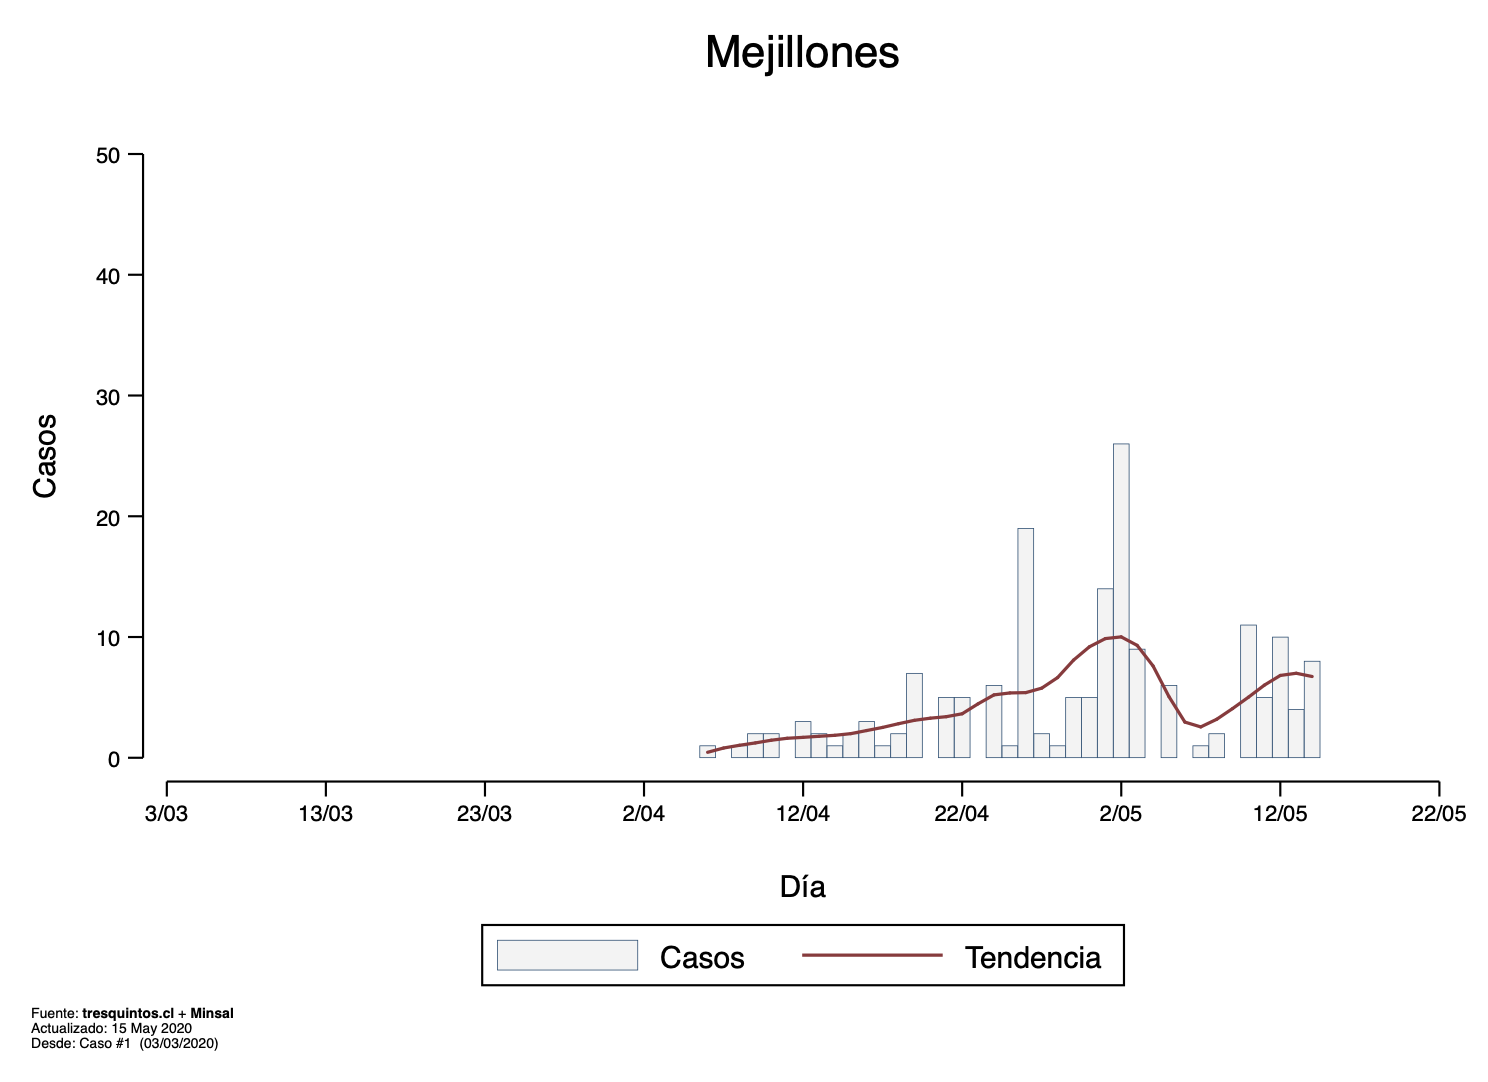 Mejillones
50
40
30
20
10
0
Casos
3/03 13/03 23/03 2/04 12/04 22/04 2/05 12/05 22/05
Día
Casos Tendencia
Fuente: tresquintos.cl + Minsal
Actualizado: 15 May 2020
Desde: Caso #1 (03/03/2020)